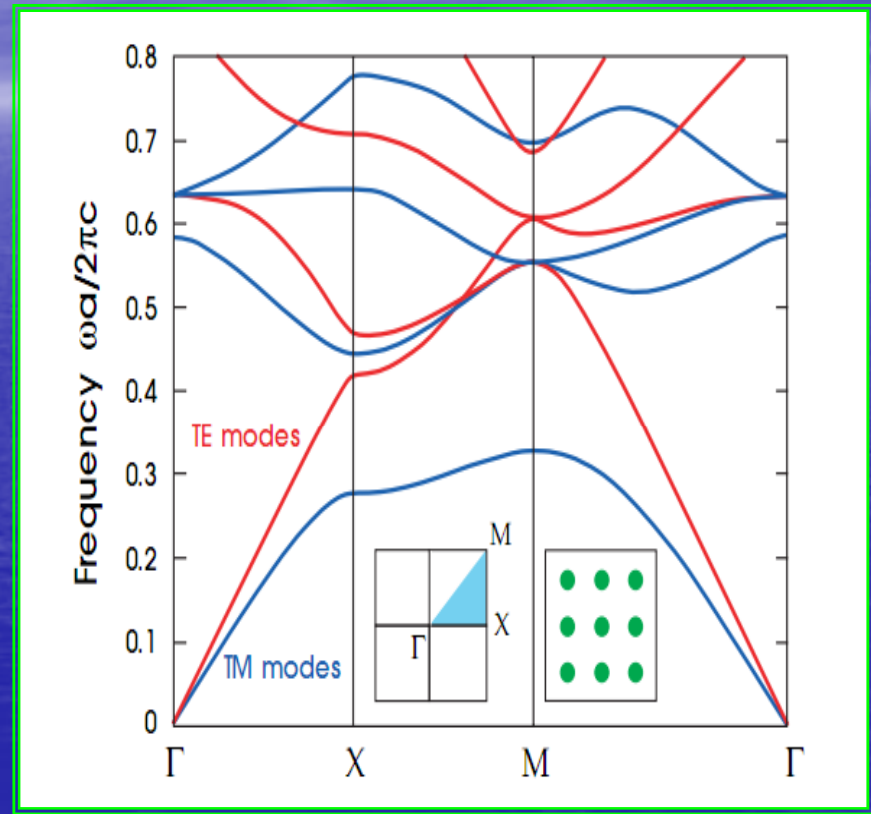 0.8
0.7
0.6
0.5
0.4
0.3
0.2
0.1
0
Frequency ωa/2πc
TE modes
TM modes
M
X
Γ
Γ X M Γ